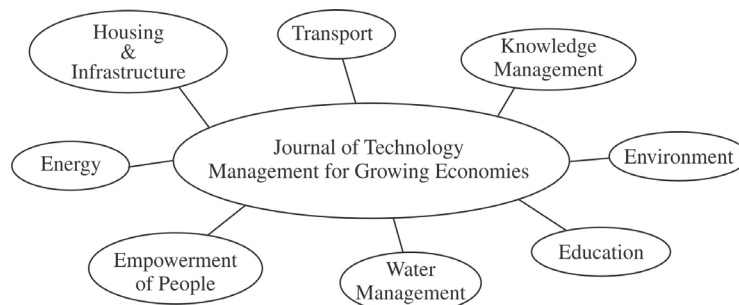 Housing
&
Infrastructure
Transport
Knowledge
Management
Journal of Technology
Management for Growing Economies
Energy
Environment
Empowerment
of People
Water
Management
Education